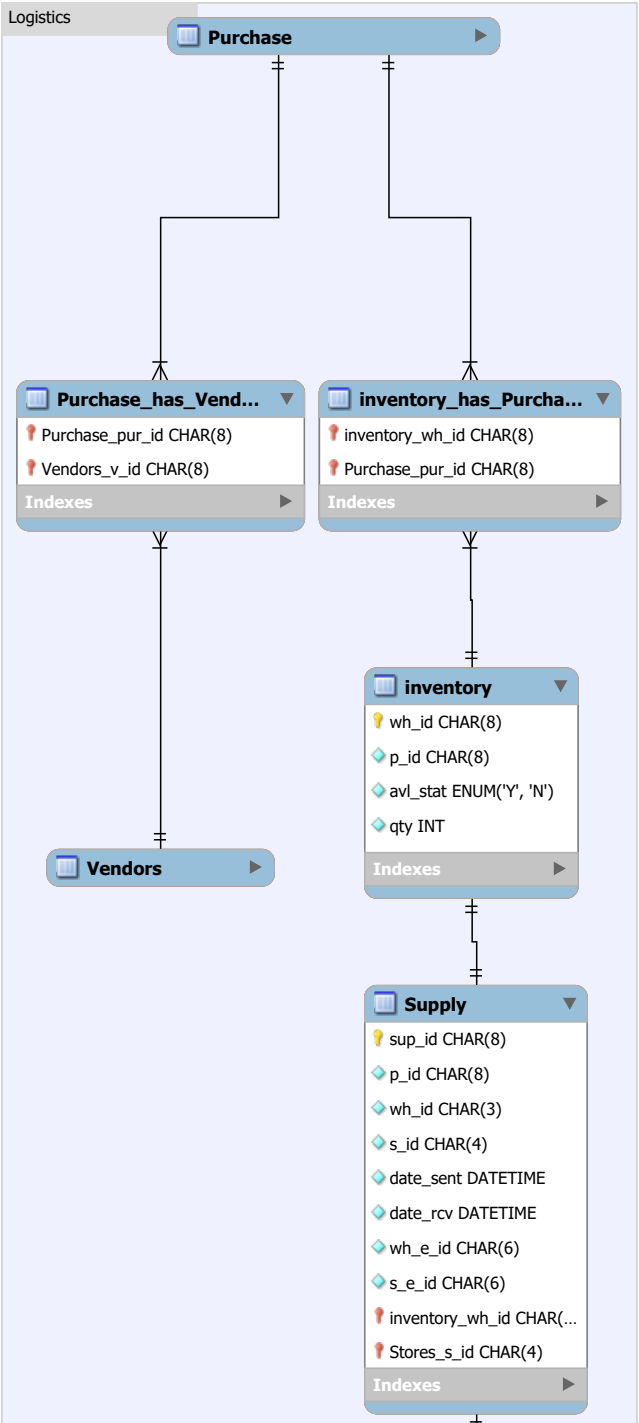 Logistics
Purchase
Purchase_has_Vend...
Purchase_pur_id CHAR(8)
Vendors_v_id CHAR(8)
Indexes
inventory_has_Purcha...
inventory_wh_id CHAR(8)
Purchase_pur_id CHAR(8)
Indexes
inventory
wh_id CHAR(8)
p_id CHAR(8)
avl_stat ENUM('Y', 'N')
qty INT
Indexes
Vendors
Supply
sup_id CHAR(8)
p_id CHAR(8)
wh_id CHAR(3)
s_id CHAR(4)
date_sent DATETIME
date_rcv DATETIME
wh_e_id CHAR(6)
s_e_id CHAR(6)
inventory_wh_id CHAR(...
Stores_s_id CHAR(4)
Indexes